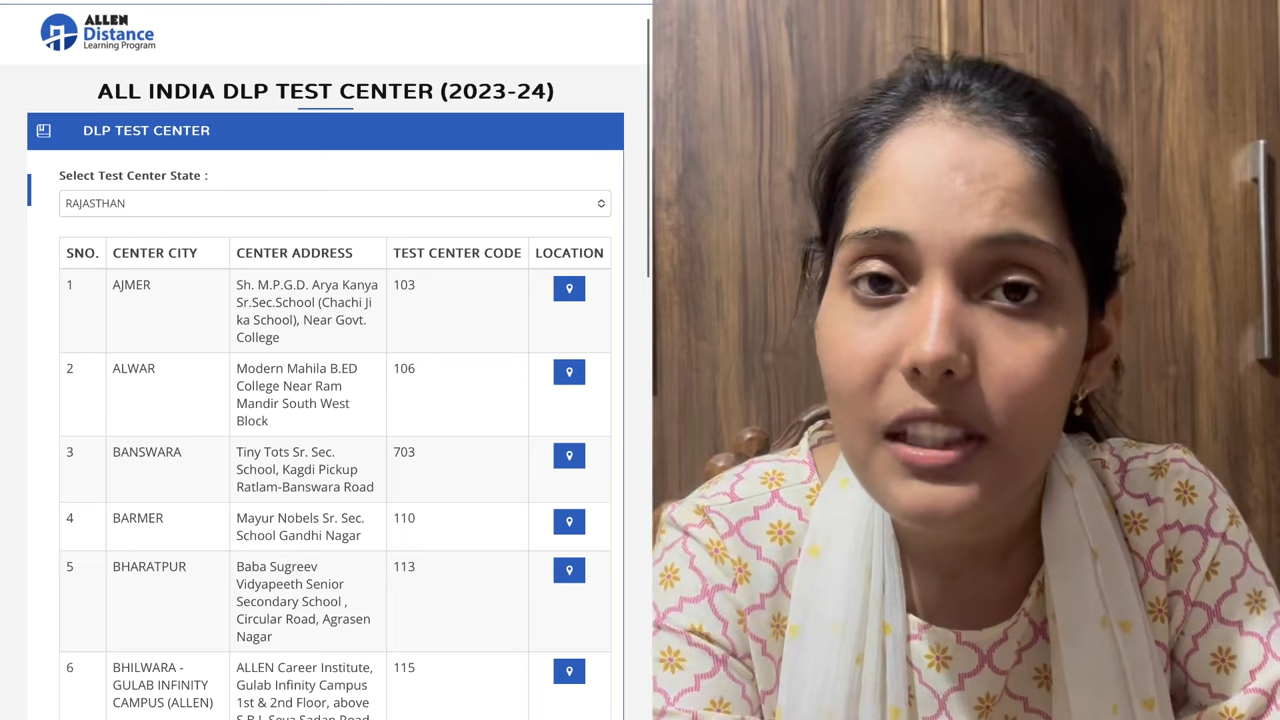 ALLEN
Distance
Learning Program
ALL INDIA DLP TEST CENTER (2023-24)
DLP TEST CENTER
Select Test Center State :
RAJASTHAN
SNO. CENTER CITY CENTER ADDRESS TEST CENTER CODE LOCATION
1 AJMER Sh. M.P.G.D. Arya Kanya 103
Sr.Sec.School (Chachi Ji
ka School), Near Govt.
College
2 ALWAR Modern Mahila B.ED 106
College Near Ram
Mandir South West
Block
3 BANSWARA Tiny Tots Sr. Sec. 703
School, Kagdi Pickup
Ratlam-Banswara Road
4 BARMER Mayur Nobels Sr. Sec. 110
School Gandhi Nagar
5 BHARATPUR Baba Sugreev 113
Vidyapeeth Senior
Secondary School ,
Circular Road, Agrasen
Nagar
6 BHILWARA - ALLEN Career Institute, 115
GULAB INFINITY Gulab Infinity Campus
CAMPUS (ALLEN) 1st & 2nd Floor, above